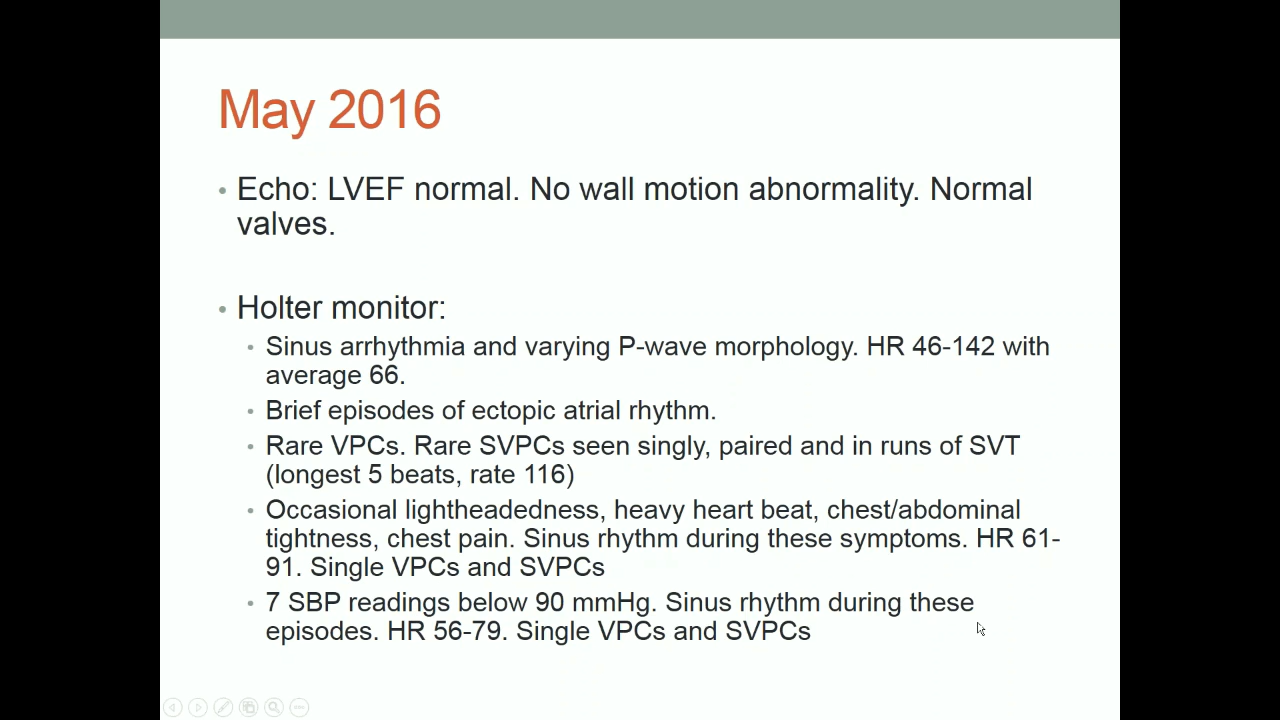 May 2016
• Echo: LVEF normal. No wall motion abnormality. Normal
valves.
• Holter monitor:
• Sinus arrhythmia and varying P-wave morphology. HR 46-142 with
average 66.
• Brief episodes of ectopic atrial rhythm.
• Rare VPCs. Rare SVPCs seen singly, paired and in runs of SVT
(longest 5 beats, rate 116)
• Occasional lightheadedness, heavy heart beat, chest/abdominal
tightness, chest pain. Sinus rhythm during these symptoms. HR 61-
91. Single VPCs and SVPCs
• 7 SBP readings below 90 mmHg. Sinus rhythm during these
episodes. HR 56-79. Single VPCs and SVPCs